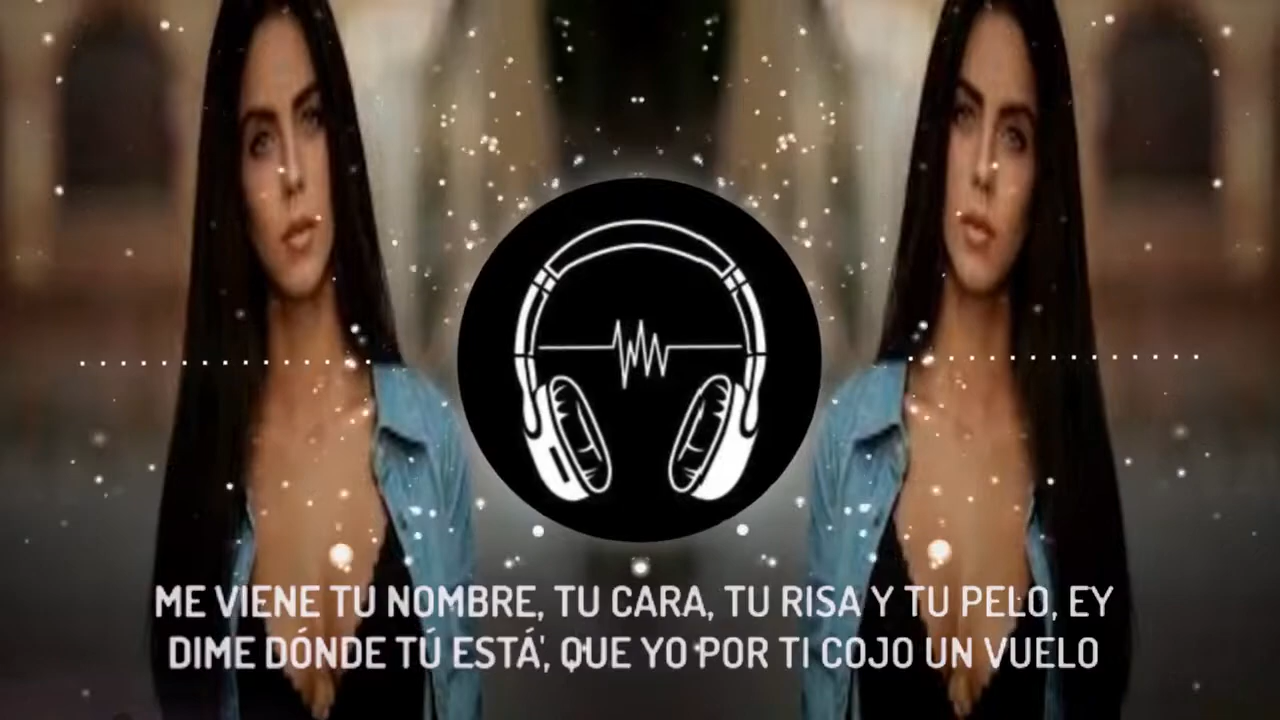 ME VIENE TU NOMBRE, TU CARA, TU RISA Y TU PELO, EY
DIME DÓNDE TÚ ESTÁ', QUE YO POR TI COJO UN VUELO